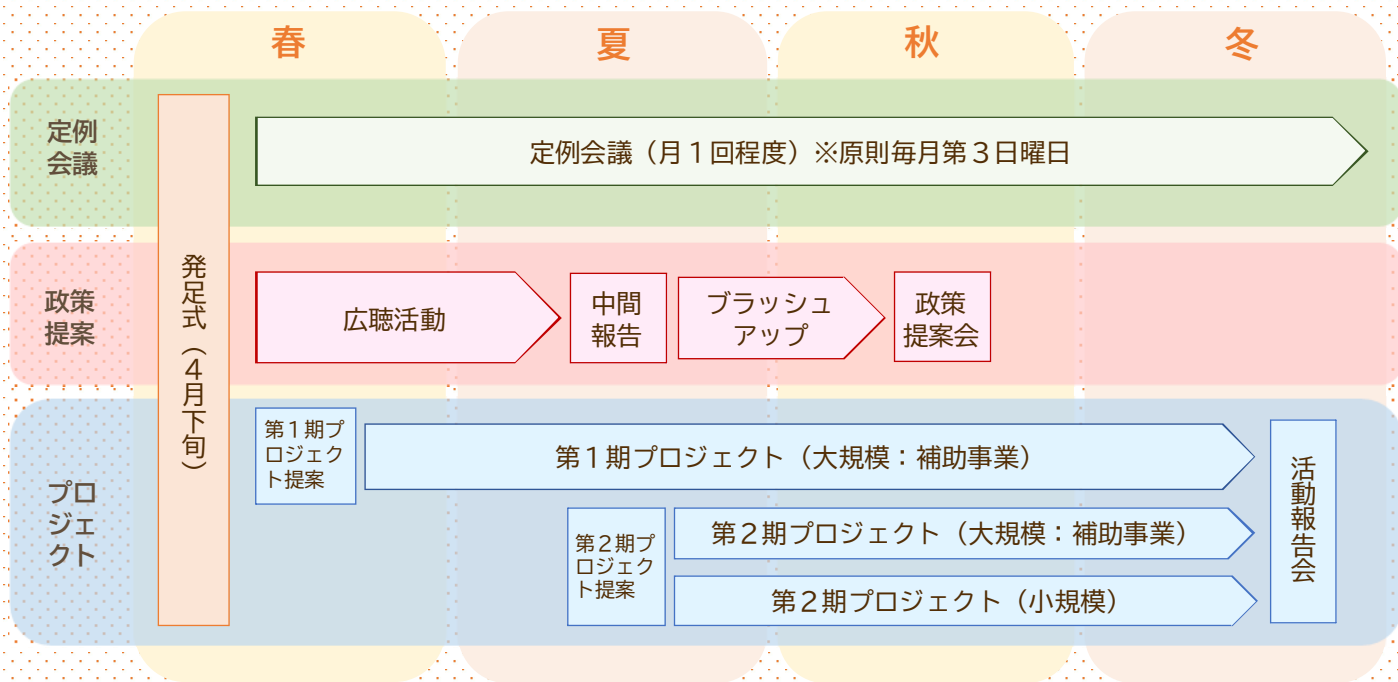 春
夏
秋
冬
定例
会議
定例会議（月１回程度）※原則毎月第３日曜日
発足式（４月下旬）
政策
提案
広聴活動
中間
報告
ブラッシュ
アップ
政策
提案会
プロ
ジェ
クト
第１期プ
ロジェク
ト提案
第１期プロジェクト（大規模：補助事業）
第２期プ
ロジェク
ト提案
第２期プロジェクト（大規模：補助事業）
第２期プロジェクト（小規模）
活動報告会